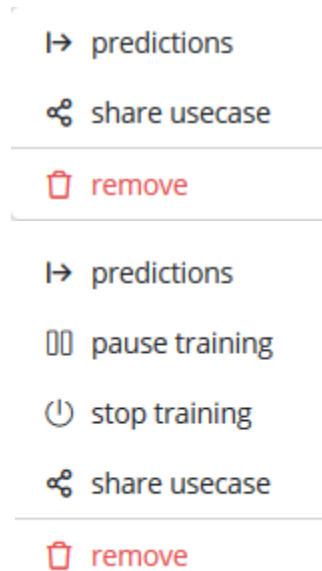 predictions
share usecase
remove
predictions
pause training
stop training
share usecase
remove